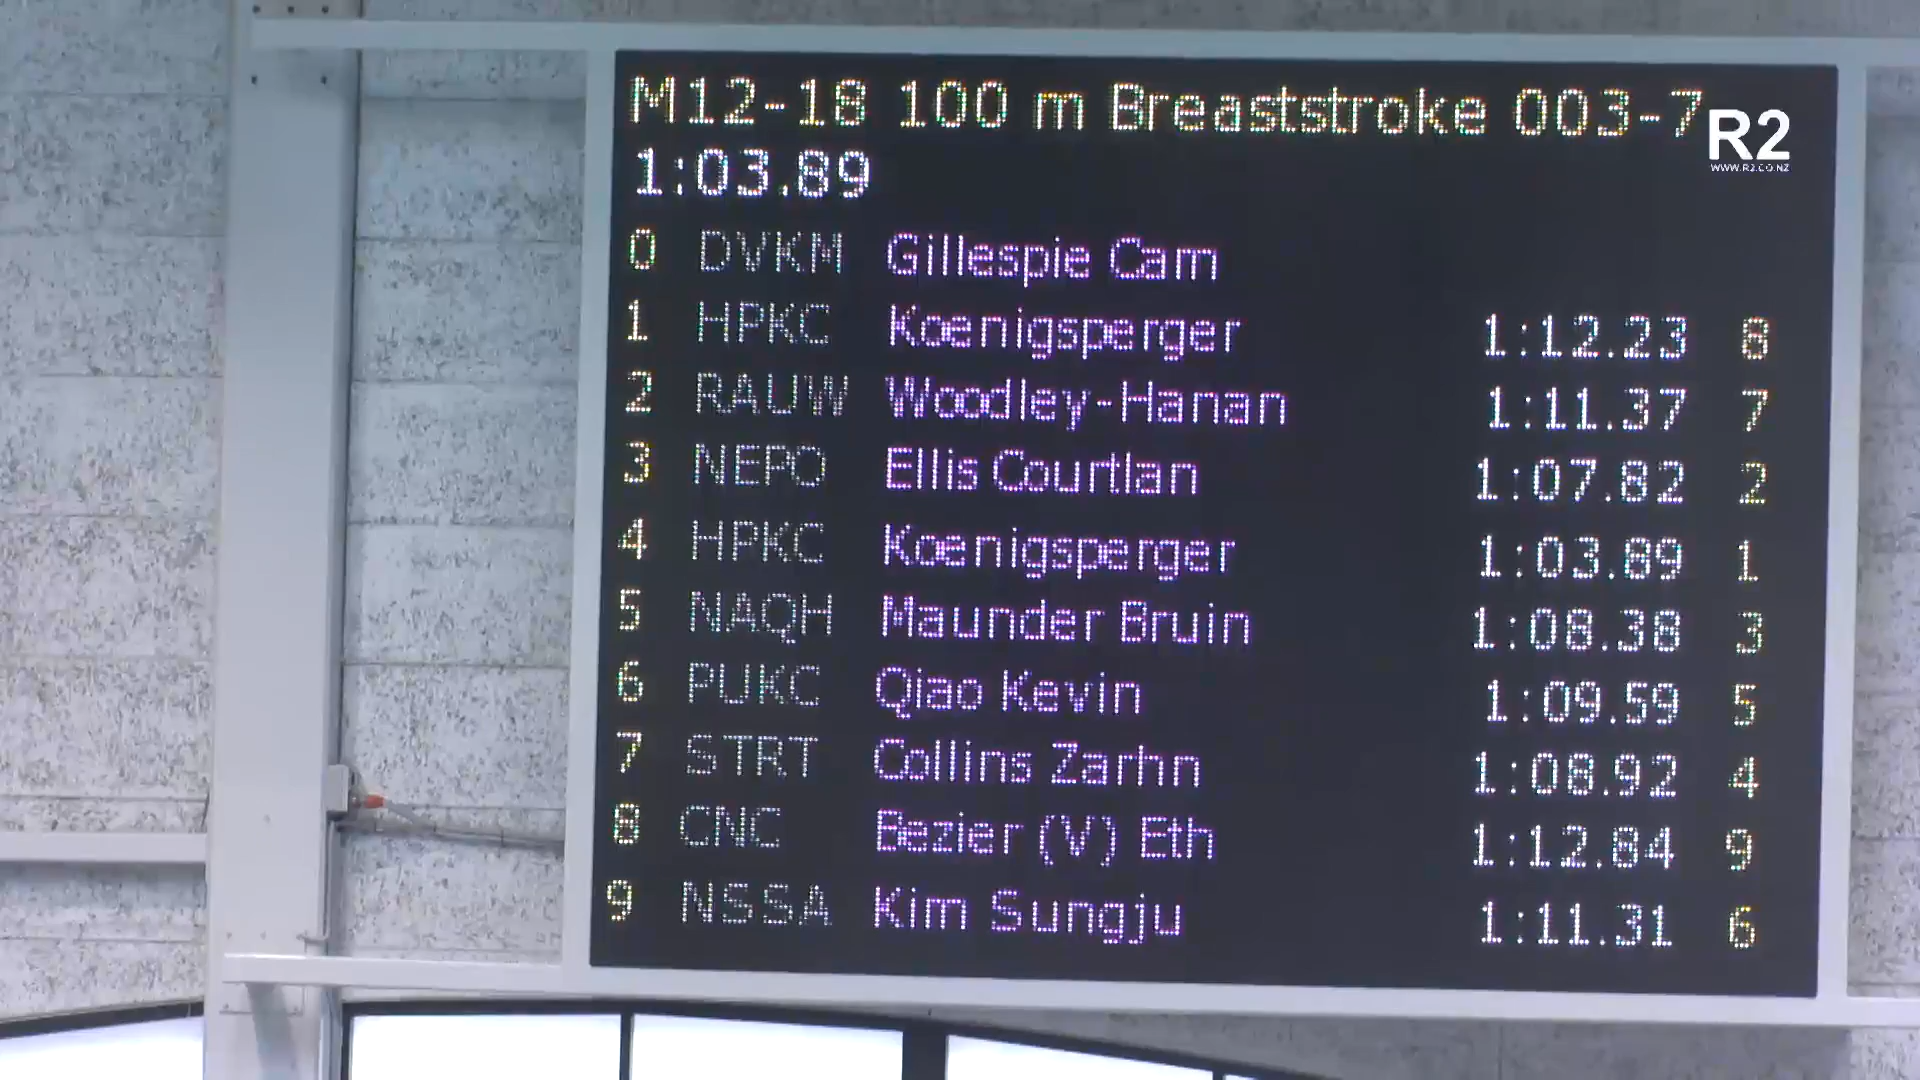 M12-18 100 m Breaststroke 003-7
1:03.89
0 DVKM Gillespie Cam
1 HPKC Koenigsperger 1:12.23 8
2 RAUW Woodley-Hanan 1:11.37 7
3 NEPO Ellis Courtlan 1:07.82 2
4 HPKC Koenigsperger 1:03.89 1
5 NAQH Maunder Bruin 1:08.38 3
6 PUKC Qiao Kevin 1:09.59 5
7 STRT Collins Zarhn 1:08.92 4
8 CNC Bezier (V) Eth 1:12.84 9
9 NSSA Kim Sungju 1:11.31 6
R2
WWW.R2.CO.NZ